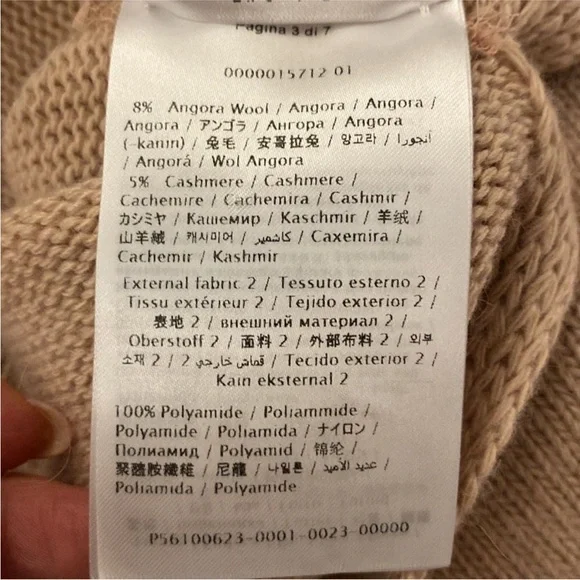 Pagina 3 di 7
0000015712 01
8% Angora Wool / Angora / Angora /
Angora / アンゴラ / Ангора / Angora
(-kanin) / 兔毛 / 安哥拉兔 / 앙고라 / أنجورا
/ Angorá / Wol Angora
5% Cashmere / Cashmere /
Cachemire / Cachemira / Cashmir /
カシミヤ / Кашемир / Kaschmir / 羊绒 /
山羊絨 / 캐시미어 / كاشمير / Caxemira /
Cachemir / Kashmir
External fabric 2 / Tessuto esterno 2 /
Tissu extérieur 2 / Tejido exterior 2 /
表地 2 / внешний материал 2 /
Oberstoff 2 / 面料 2 / 外部布料 2 / 외부
소재 2 / قماش خارجي 2 / Tecido exterior 2 /
Kain eksternal 2
100% Polyamide / Poliammide /
Polyamide / Poliamida / ナイロン /
Полиамид / Polyamid / 锦纶 /
聚醯胺纖維 / 尼龍 / 나일론 / عديد الأميد /
Poliamida / Polyamide
P56100623-0001-0023-00000